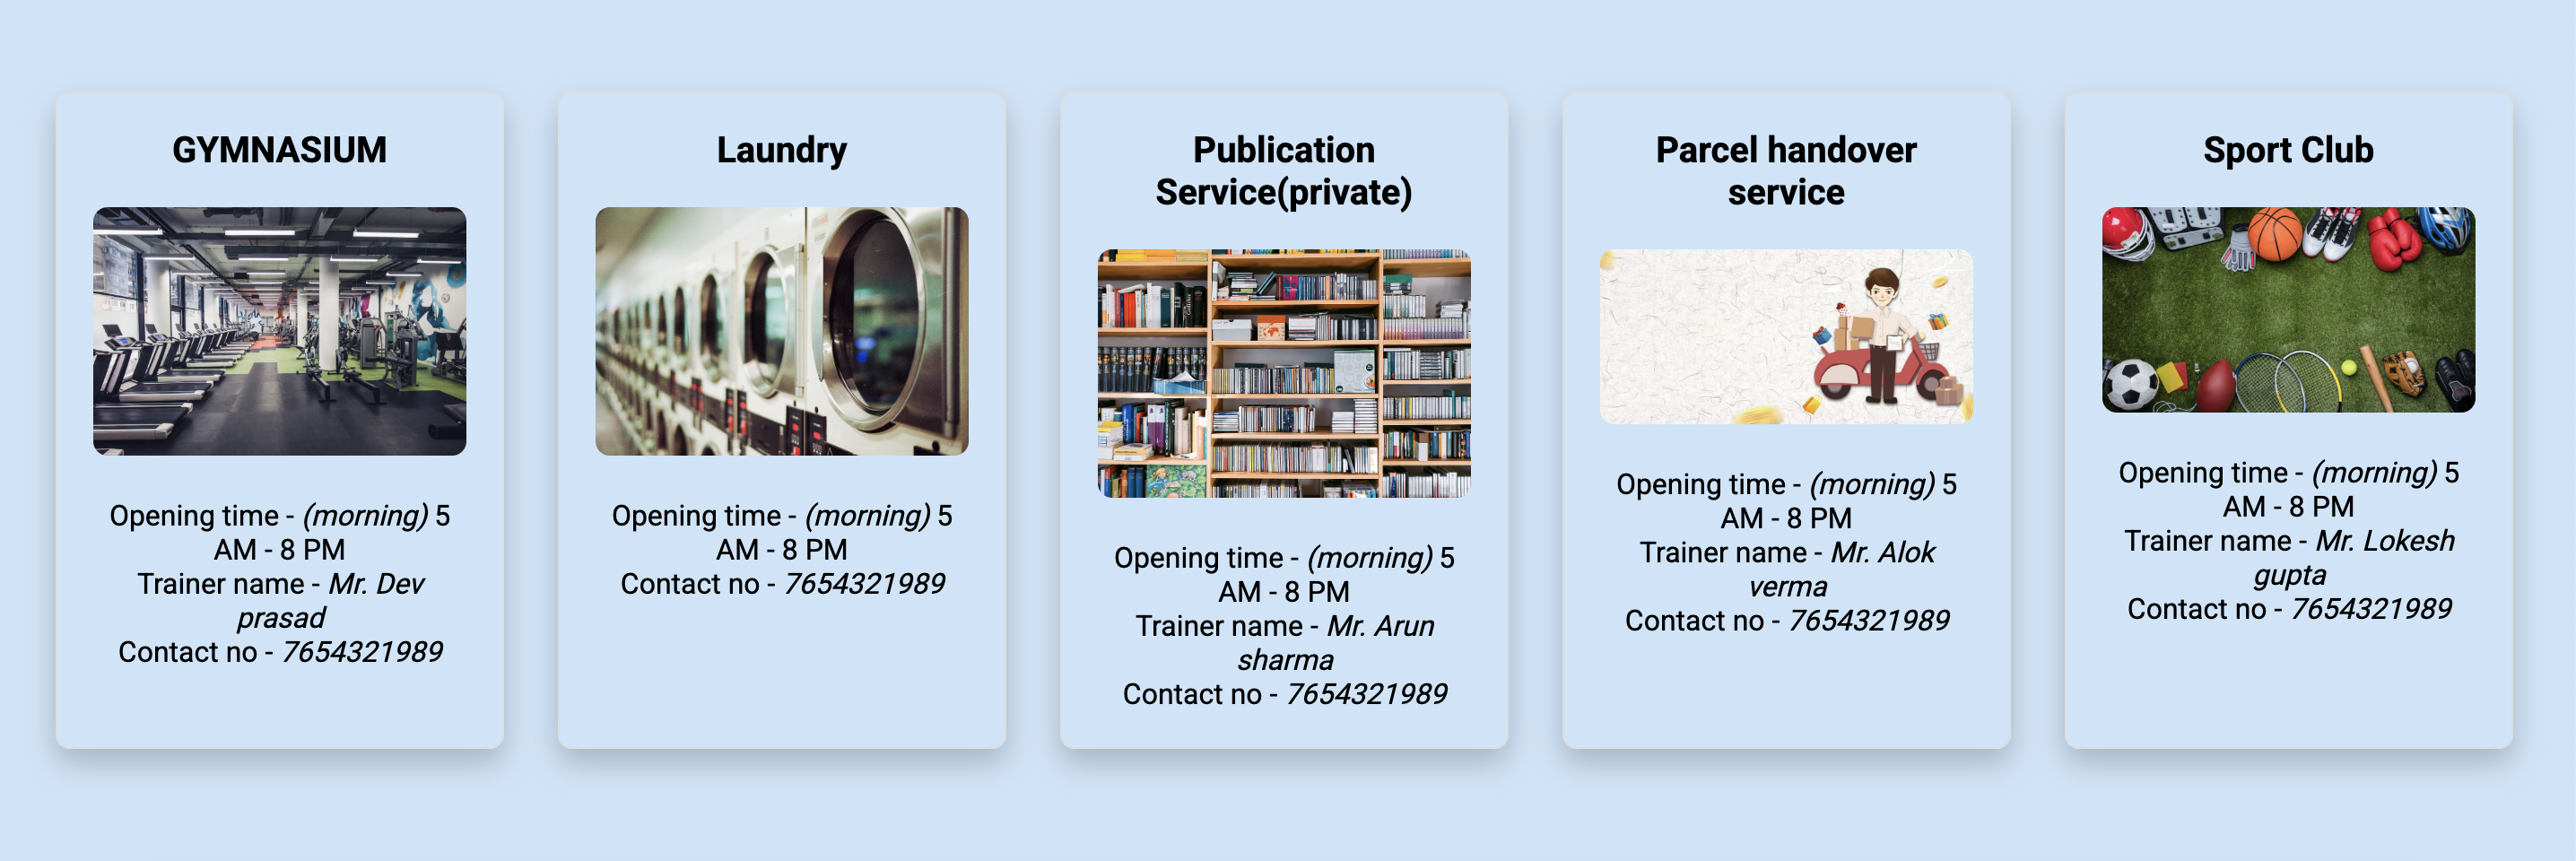 GYMNASIUM
Opening time - (morning) 5
AM - 8 PM
Trainer name - Mr. Dev
prasad
Contact no - 7654321989
Laundry
Opening time - (morning) 5
AM - 8 PM
Contact no - 7654321989
Publication
Service(private)
Opening time - (morning) 5
AM - 8 PM
Trainer name - Mr. Arun
sharma
Contact no - 7654321989
Parcel handover
service
Opening time - (morning) 5
AM - 8 PM
Trainer name - Mr. Alok
verma
Contact no - 7654321989
Sport Club
Opening time - (morning) 5
AM - 8 PM
Trainer name - Mr. Lokesh
gupta
Contact no - 7654321989